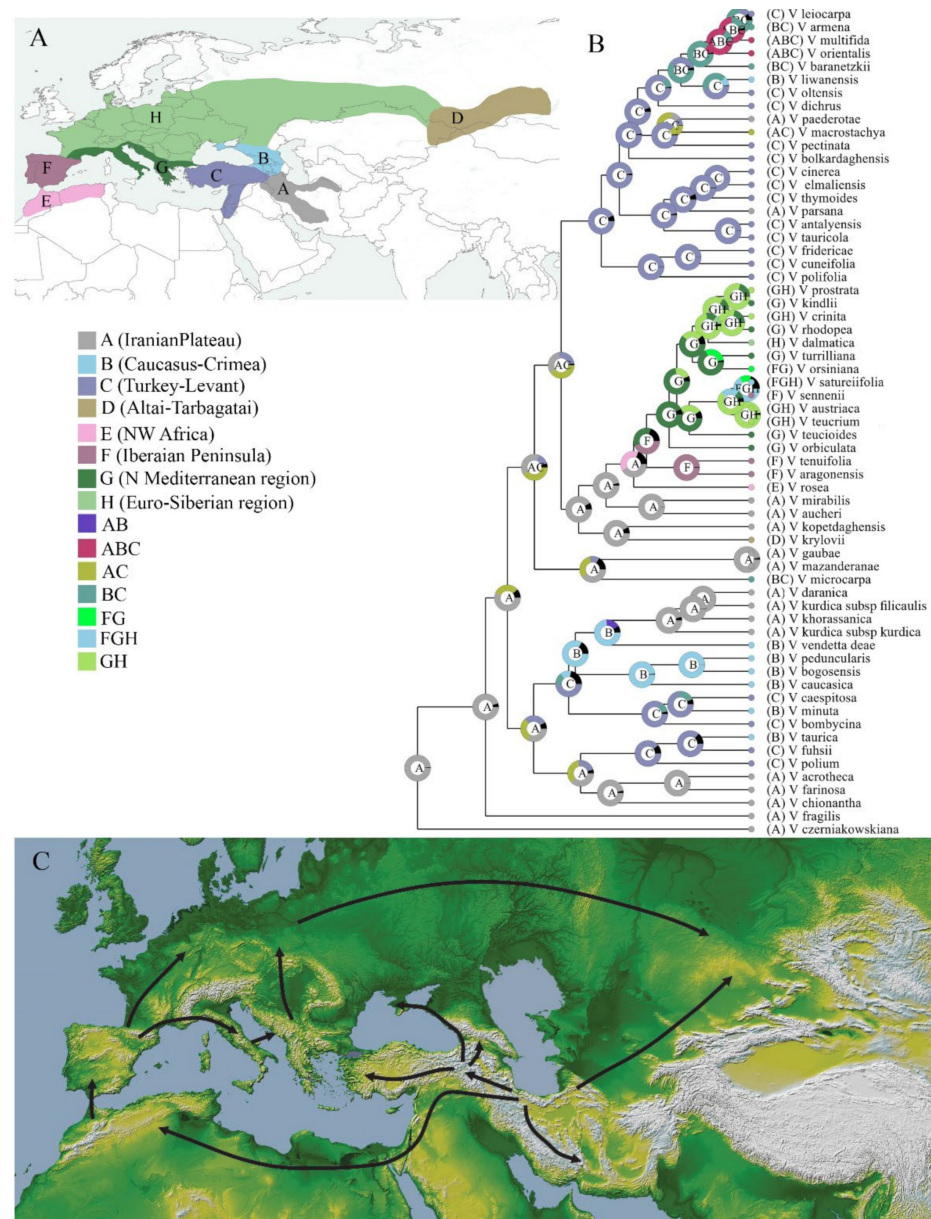 A
B
H
D
B
F
G
C
A
E
A (IranianPlateau)
B (Caucasus-Crimea)
C (Turkey-Levant)
D (Altai-Tarbagatai)
E (NW Africa)
F (Iberaian Peninsula)
G (N Mediterranean region)
H (Euro-Siberian region)
AB
ABC
AC
BC
FG
FGH
GH
(C) V leiocarpa
(BC) V armena
(ABC) V multifida
(ABC) V orientalis
(BC) V baranetzkii
(B) V liwanensis
(C) V oltensis
(C) V dichrus
(A) V paederotae
(AC) V macrostachya
(C) V pectinata
(C) V bolkardaghensis
(C) V cinerea
(C) V elmaliensis
(C) V thymoides
(A) V parsana
(C) V antalyensis
(C) V tauricola
(C) V fridericae
(C) V cuneifolia
(C) V polifolia
(GH) V prostrata
(G) V kindlii
(GH) V crinita
(G) V rhodopea
(H) V dalmatica
(G) V turrilliana
(FG) V orsiniana
(FGH) V satureiifolia
(F) V sennenii
(GH) V austriaca
(GH) V teucrium
(G) V teucioides
(G) V orbiculata
(F) V tenuifolia
(F) V aragonensis
(E) V rosea
(A) V mirabilis
(A) V aucheri
(A) V kopetdaghensis
(D) V krylovii
(A) V gaubae
(A) V mazanderanae
(BC) V microcarpa
(A) V daranica
(A) V kurdica subsp filicaulis
(A) V khorassanica
(A) V kurdica subsp kurdica
(B) V vendetta deae
(B) V peduncularis
(B) V bogosensis
(B) V caucasica
(C) V caespitosa
(B) V minuta
(C) V bombycina
(B) V taurica
(C) V fuhsii
(C) V polium
(A) V acrotheca
(A) V farinosa
(A) V chionantha
(A) V fragilis
(A) V czerniakowskiana
C